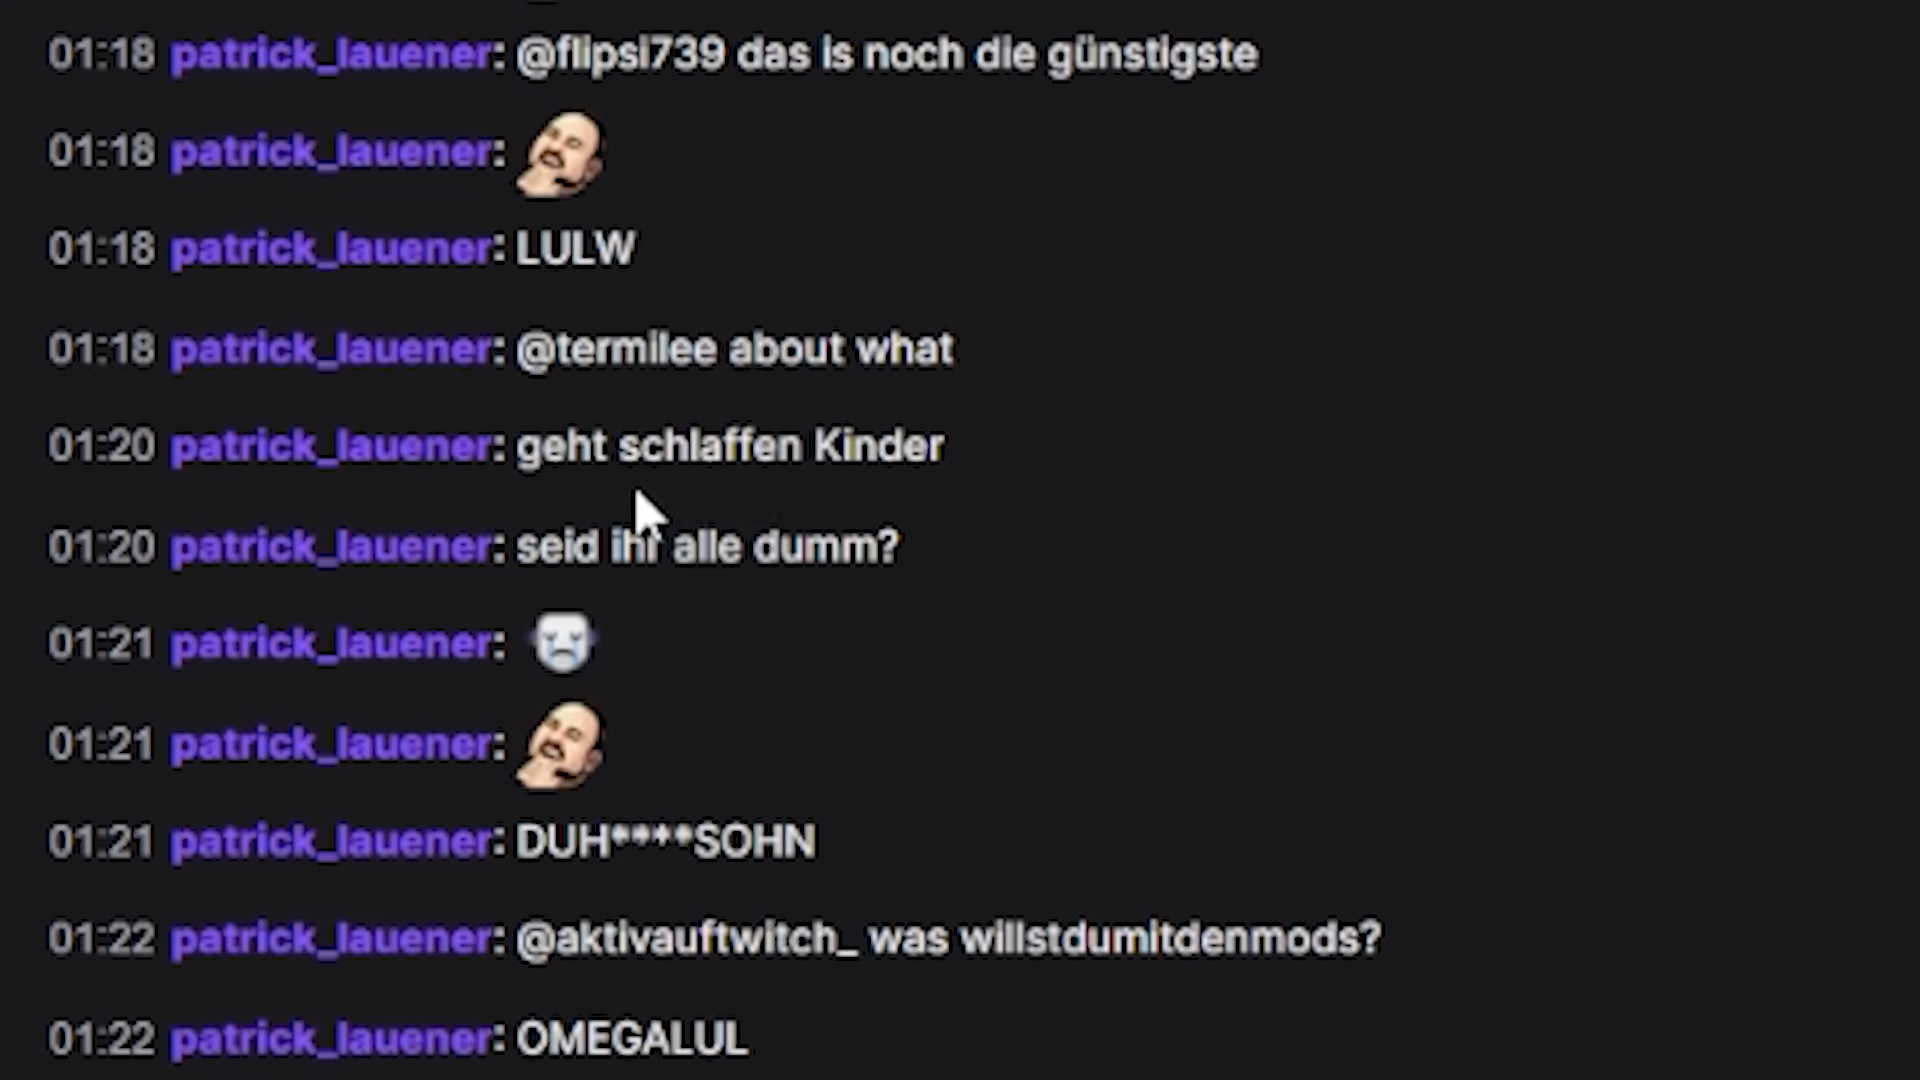 01:18 patrick_lauener: @flipsi739 das is noch die günstigste
01:18 patrick_lauener:
01:18 patrick_lauener: LULW
01:18 patrick_lauener: @termilee about what
01:20 patrick_lauener: geht schlaffen Kinder
01:20 patrick_lauener: seid ihr alle dumm?
01:21 patrick_lauener:
01:21 patrick_lauener:
01:21 patrick_lauener: DUH****SOHN
01:22 patrick_lauener: @aktivauftwitch_ was willstdumitdenmods?
01:22 patrick_lauener: OMEGALUL